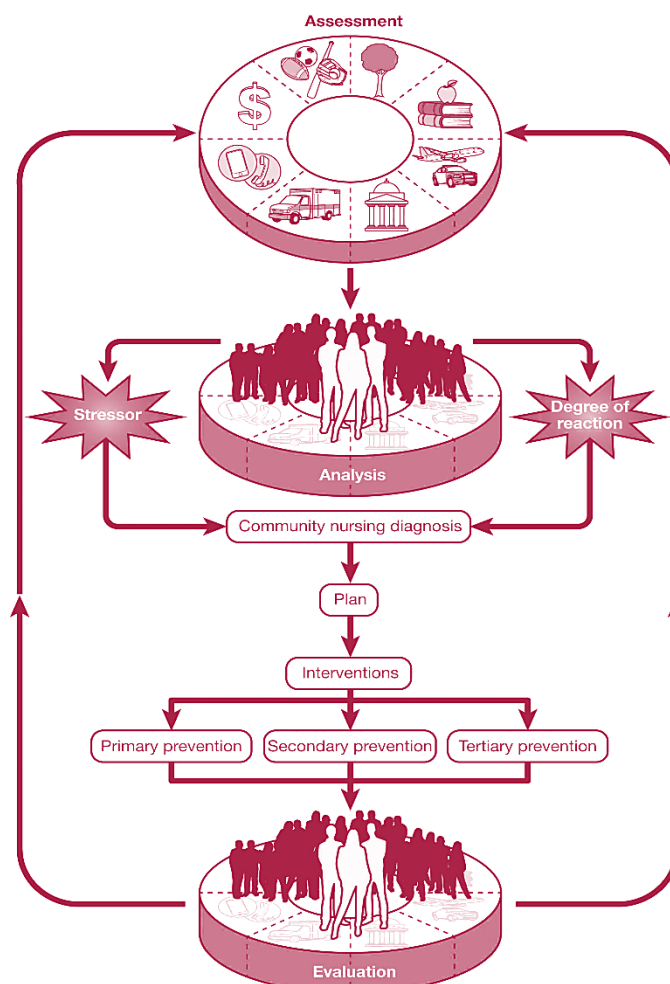 Assessment
$
Stressor
Degree of
reaction
Analysis
Community nursing diagnosis
Plan
Interventions
Primary prevention
Secondary prevention
Tertiary prevention
Evaluation